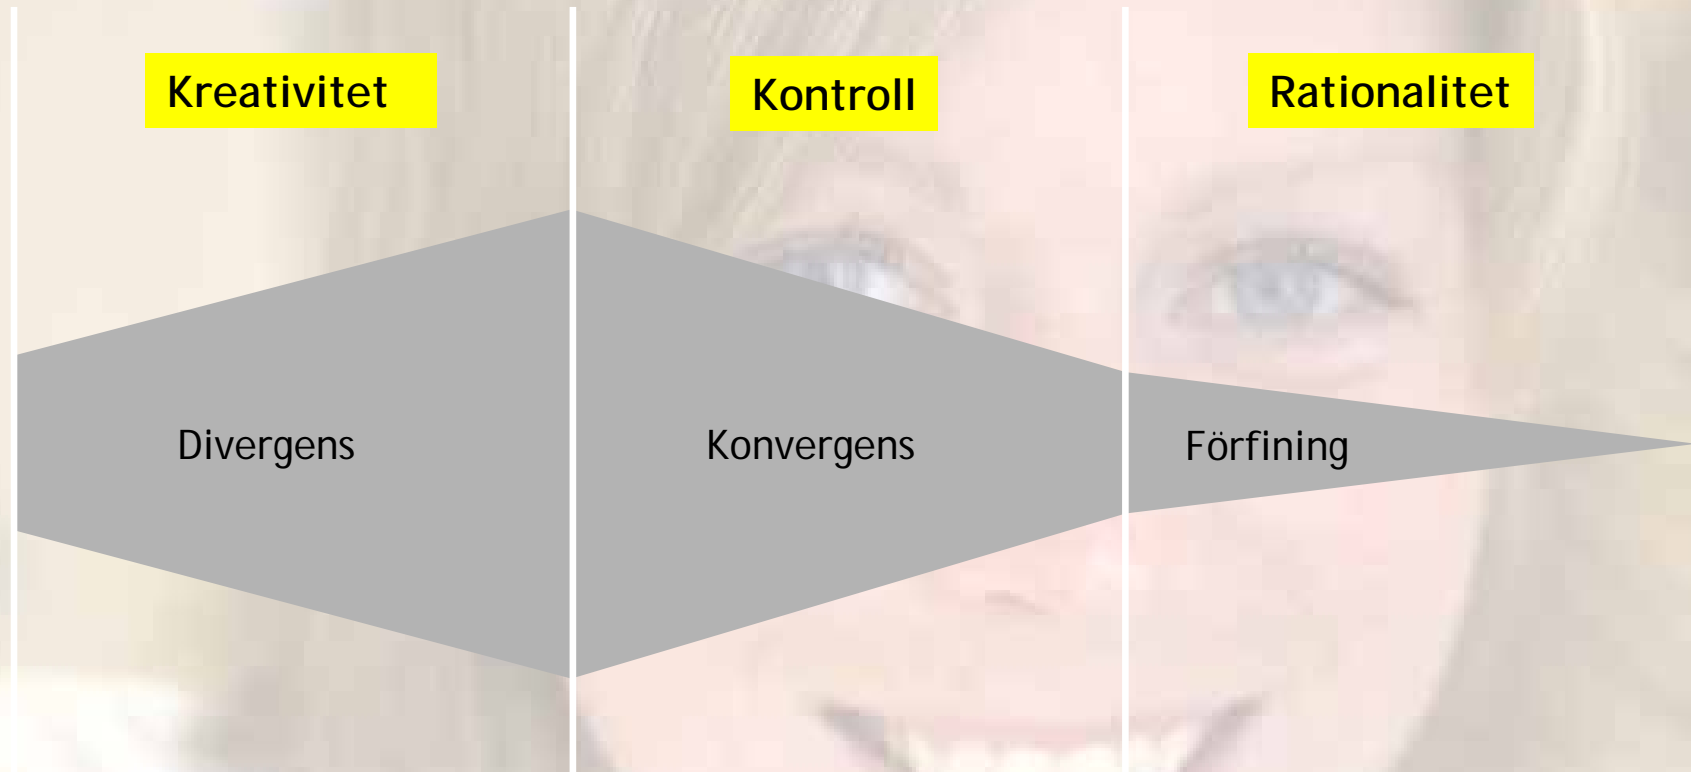 Kreativitet
Kontroll
Rationalitet
Divergens
Konvergens
Förfining